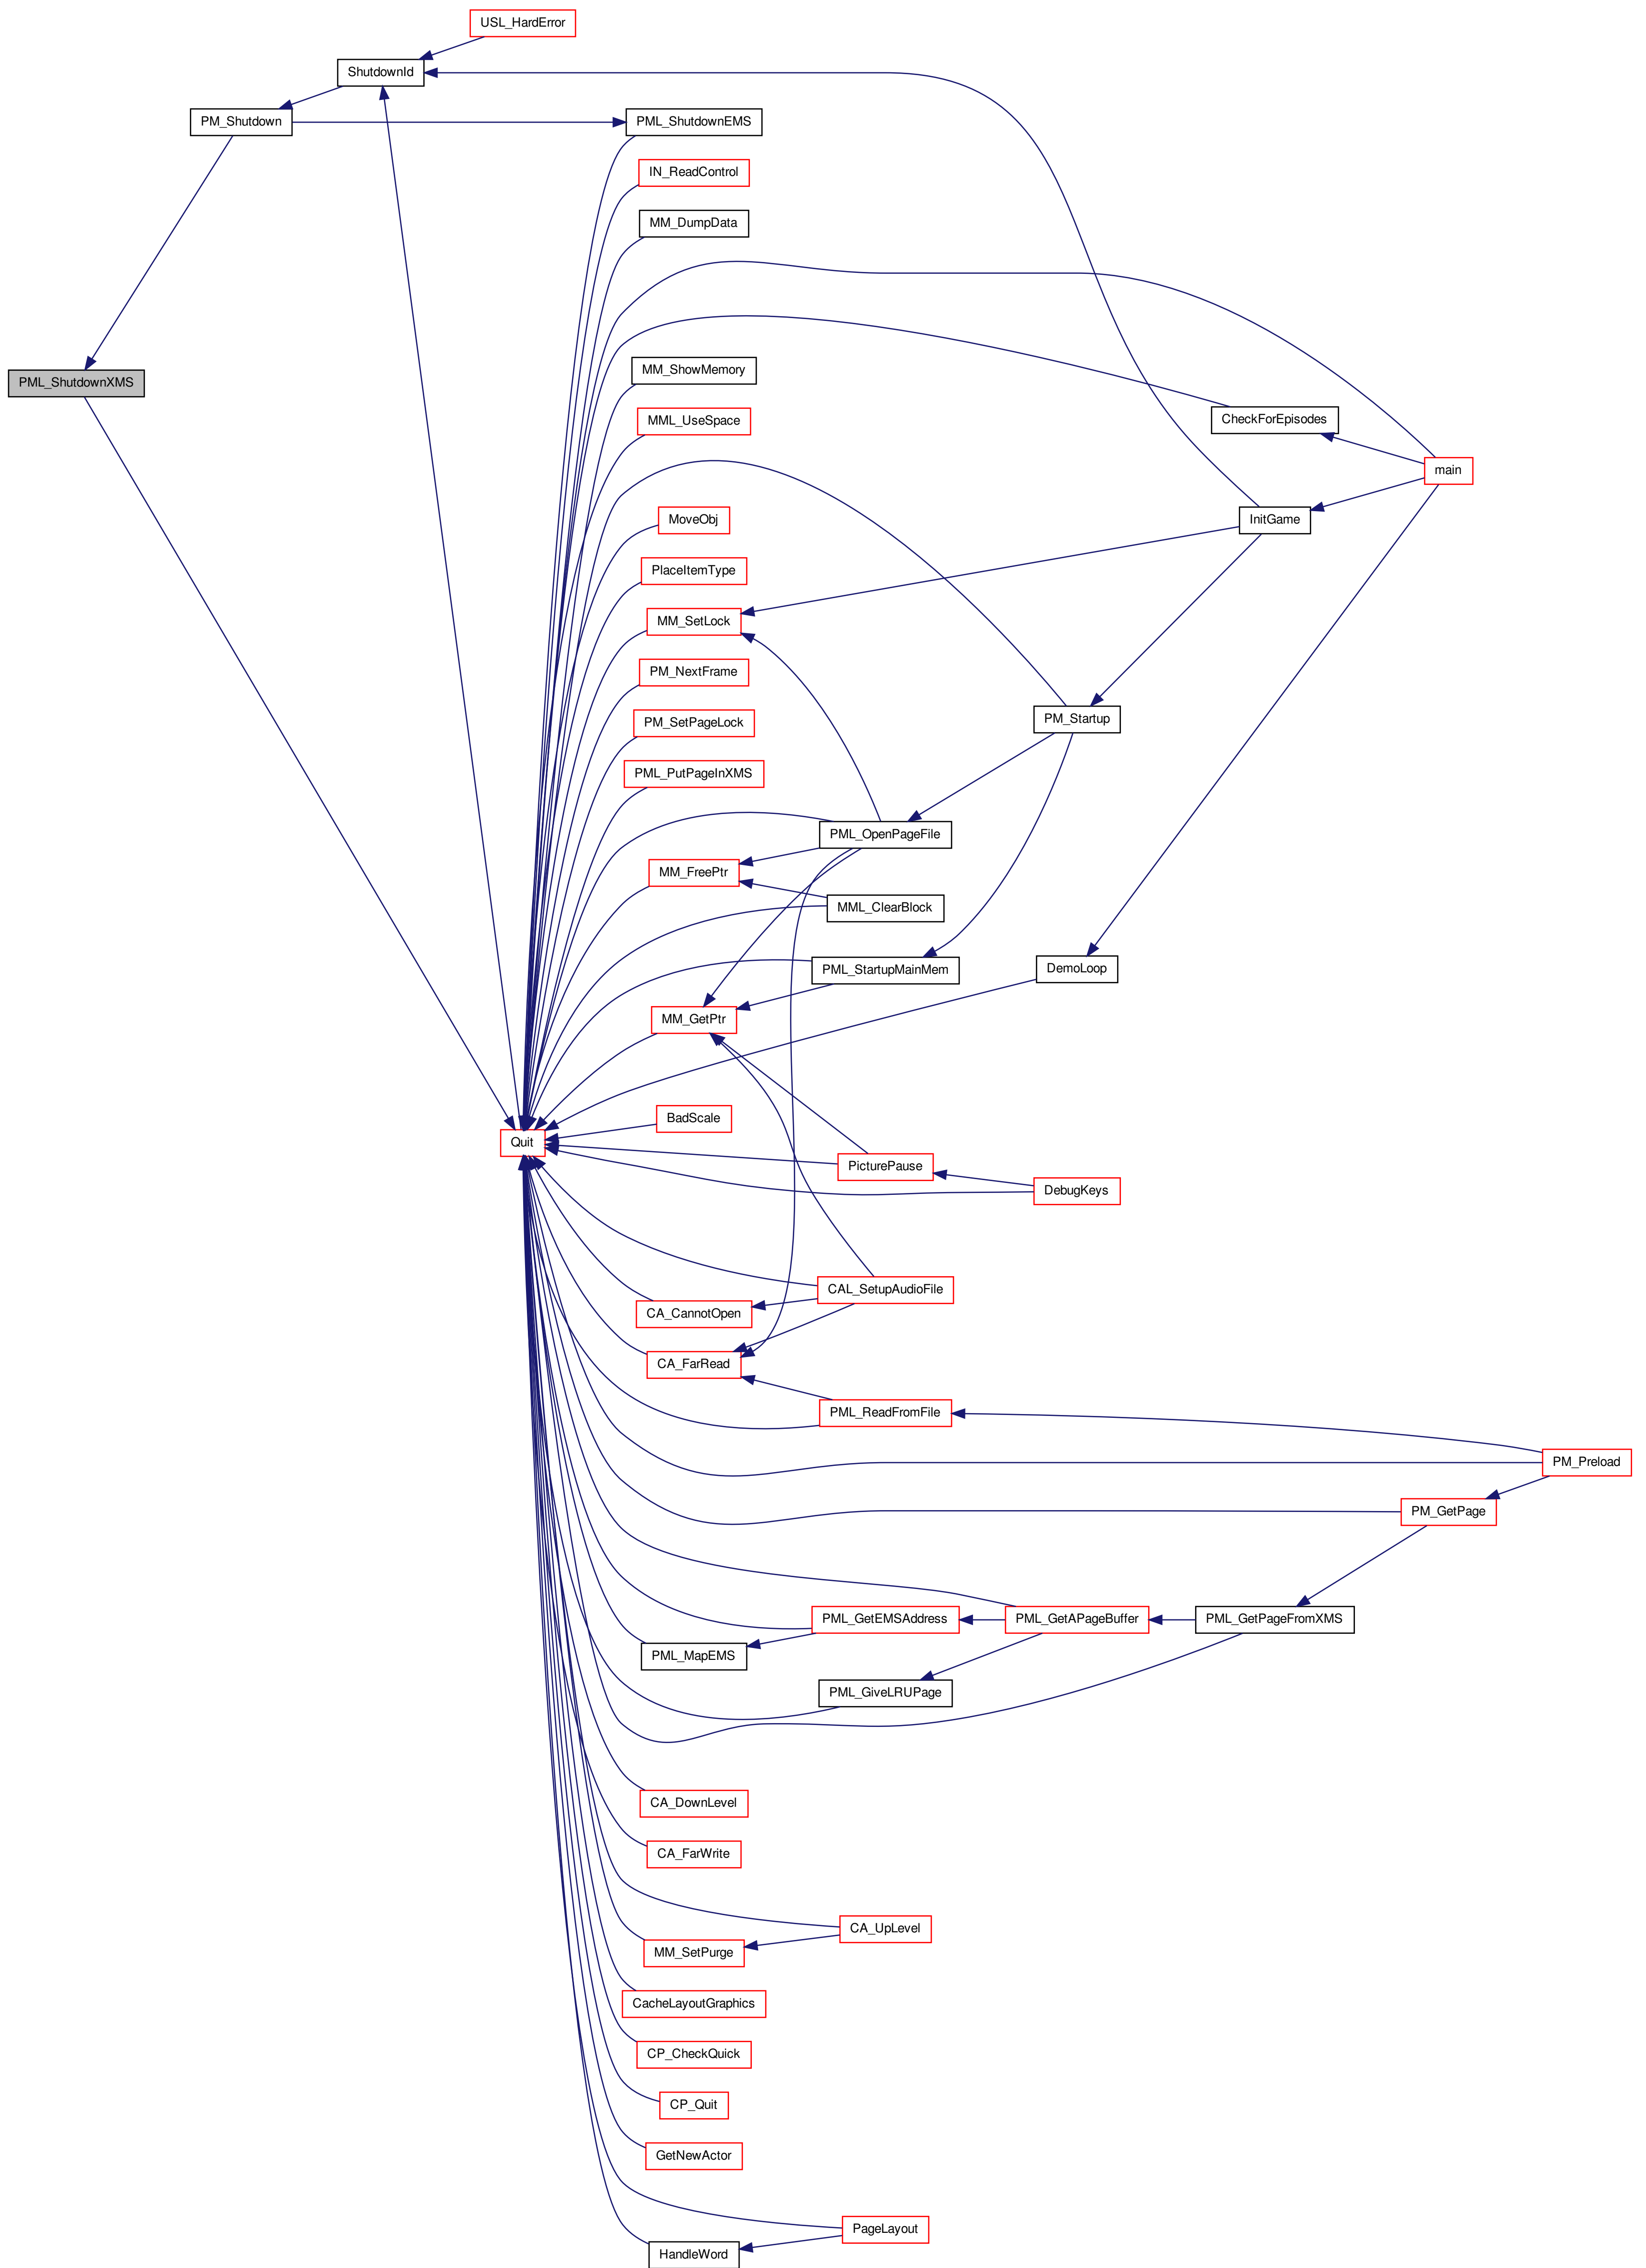 USL_HardError
ShutdownId
PM_Shutdown
PML_ShutdownEMS
IN_ReadControl
MM_DumpData
MM_ShowMemory
PML_ShutdownXMS
MML_UseSpace
CheckForEpisodes
main
MoveObj
InitGame
PlaceItemType
MM_SetLock
PM_NextFrame
PM_SetPageLock
PM_Startup
PML_PutPageInXMS
PML_OpenPageFile
MM_FreePtr
MML_ClearBlock
PML_StartupMainMem
DemoLoop
MM_GetPtr
BadScale
Quit
PicturePause
DebugKeys
CAL_SetupAudioFile
CA_CannotOpen
CA_FarRead
PML_ReadFromFile
PM_Preload
PM_GetPage
PML_GetEMSAddress
PML_GetAPageBuffer
PML_GetPageFromXMS
PML_MapEMS
PML_GiveLRUPage
CA_DownLevel
CA_FarWrite
CA_UpLevel
MM_SetPurge
CacheLayoutGraphics
CP_CheckQuick
CP_Quit
GetNewActor
PageLayout
HandleWord